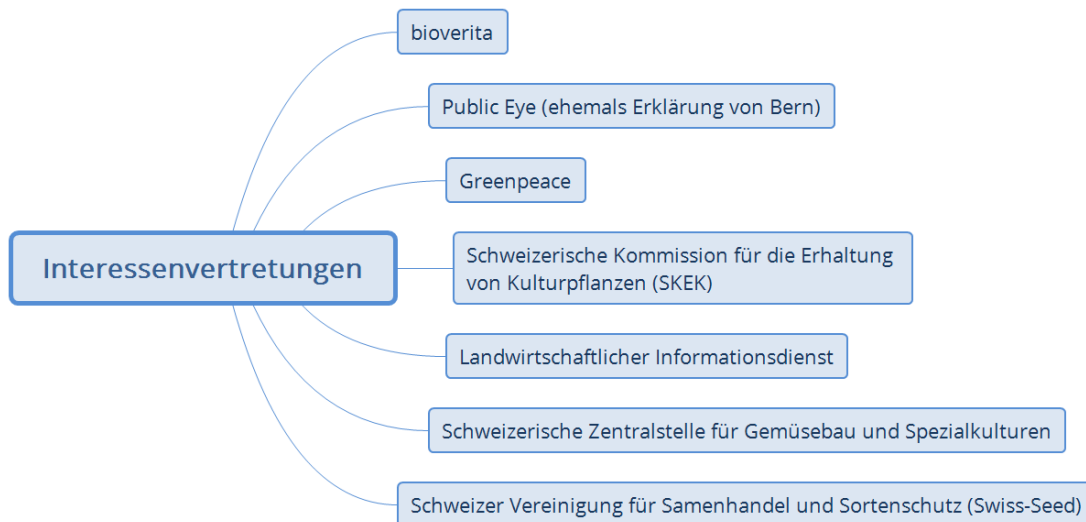 bioverita
Public Eye (ehemals Erklärung von Bern)
Greenpeace
Interessenvertretungen
Schweizerische Kommission für die Erhaltung
von Kulturpflanzen (SKEK)
Landwirtschaftlicher Informationsdienst
Schweizerische Zentralstelle für Gemüsebau und Spezialkulturen
Schweizer Vereinigung für Samenhandel und Sortenschutz (Swiss-Seed)